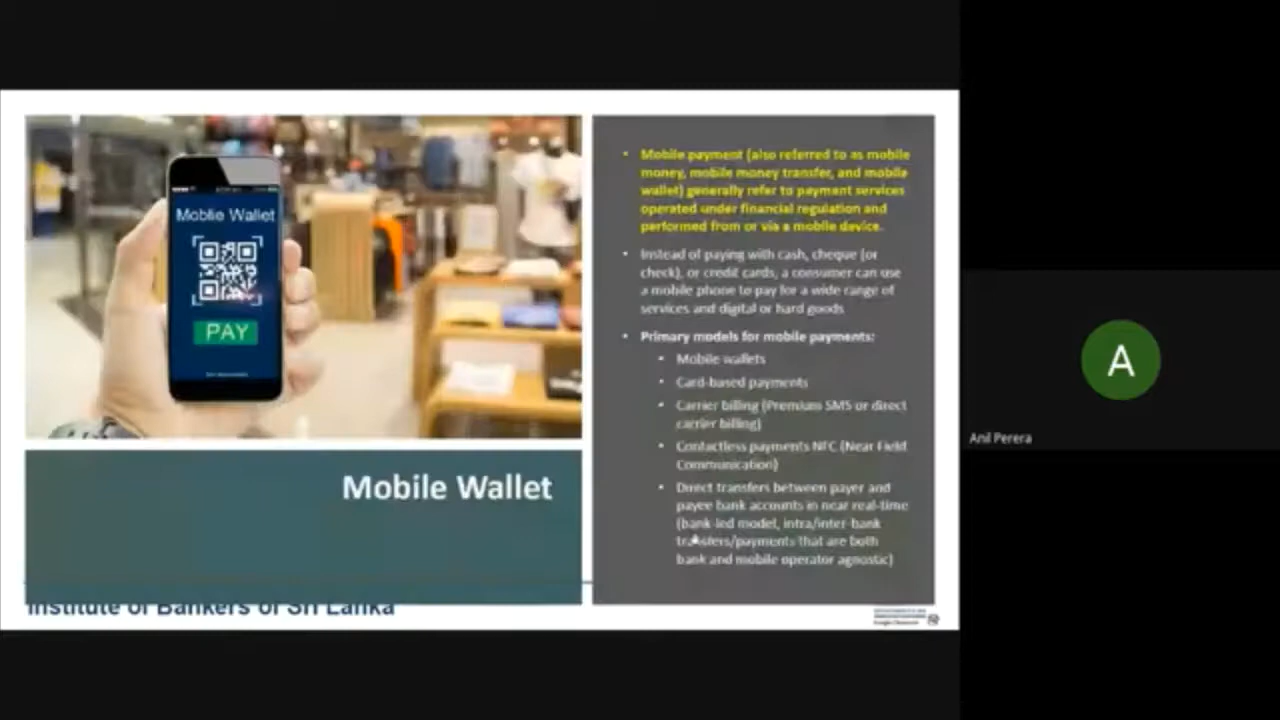 Mobile Wallet
PAY
Mobile Wallet
Institute of Bankers of Sri Lanka
• Mobile payment (also referred to as mobile
money, mobile money transfer, and mobile
wallet) generally refer to payment services
operated under financial regulation and
performed from or via a mobile device.
• Instead of paying with cash, cheque (or
check), or credit cards, a consumer can use
a mobile phone to pay for a wide range of
services and digital or hard goods
• Primary models for mobile payments:
• Mobile wallets
• Card-based payments
• Carrier billing (Premium SMS or direct
carrier billing)
• Contactless payments NFC (Near Field
Communication)
• Direct transfers between payer and
payee bank accounts in near real-time
(bank-led model, intra/inter-bank
transfers/payments that are both
bank and mobile operator agnostic)
A
Anil Perera